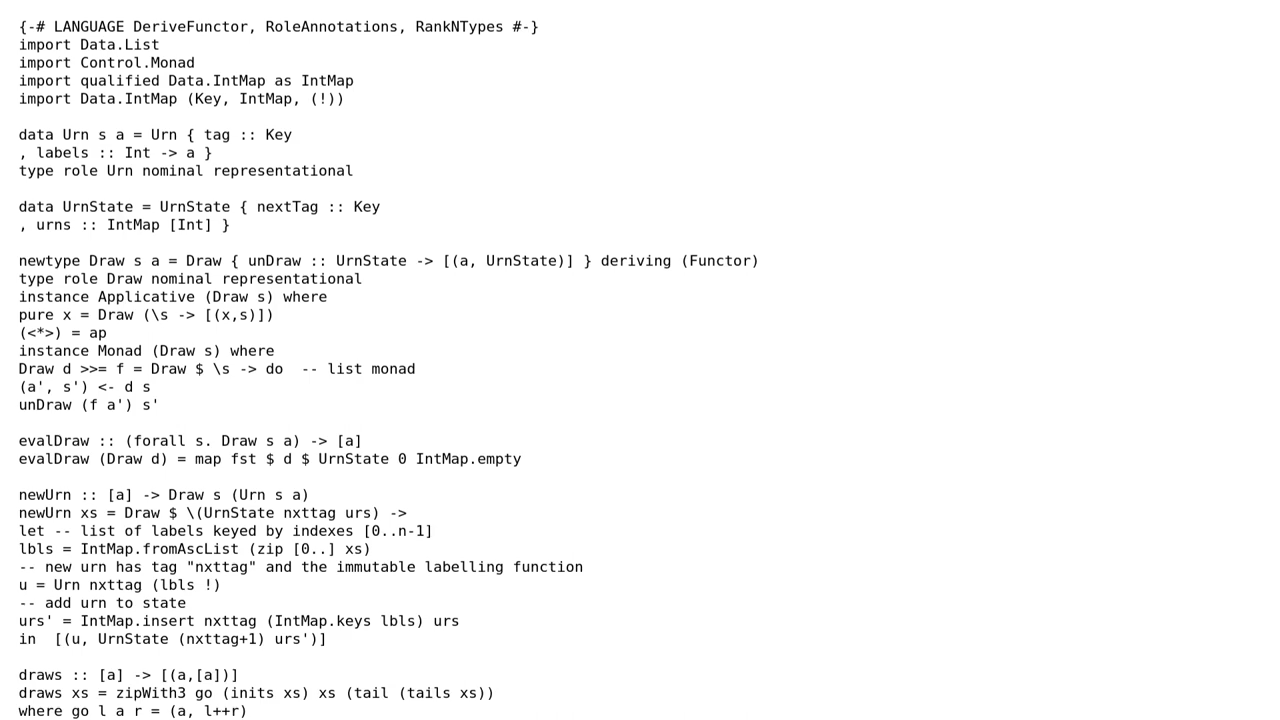 {-# LANGUAGE DeriveFunctor, RoleAnnotations, RankNTypes #-}
import Data.List
import Control.Monad
import qualified Data.IntMap as IntMap
import Data.IntMap (Key, IntMap, (!))

data Urn s a = Urn { tag :: Key
, labels :: Int -> a }
type role Urn nominal representational

data UrnState = UrnState { nextTag :: Key
, urns :: IntMap [Int] }

newtype Draw s a = Draw { unDraw :: UrnState -> [(a, UrnState)] } deriving (Functor)
type role Draw nominal representational
instance Applicative (Draw s) where
pure x = Draw (\s -> [(x,s)])
(<*>) = ap
instance Monad (Draw s) where
Draw d >>= f = Draw $ \s -> do  -- list monad
(a', s') <- d s
unDraw (f a') s'

evalDraw :: (forall s. Draw s a) -> [a]
evalDraw (Draw d) = map fst $ d $ UrnState 0 IntMap.empty

newUrn :: [a] -> Draw s (Urn s a)
newUrn xs = Draw $ \(UrnState nxttag urs) ->
let -- list of labels keyed by indexes [0..n-1]
lbls = IntMap.fromAscList (zip [0..] xs)
-- new urn has tag "nxttag" and the immutable labelling function
u = Urn nxttag (lbls !)
-- add urn to state
urs' = IntMap.insert nxttag (IntMap.keys lbls) urs
in  [(u, UrnState (nxttag+1) urs')]

draws :: [a] -> [(a,[a])]
draws xs = zipWith3 go (inits xs) xs (tail (tails xs))
where go l a r = (a, l++r)